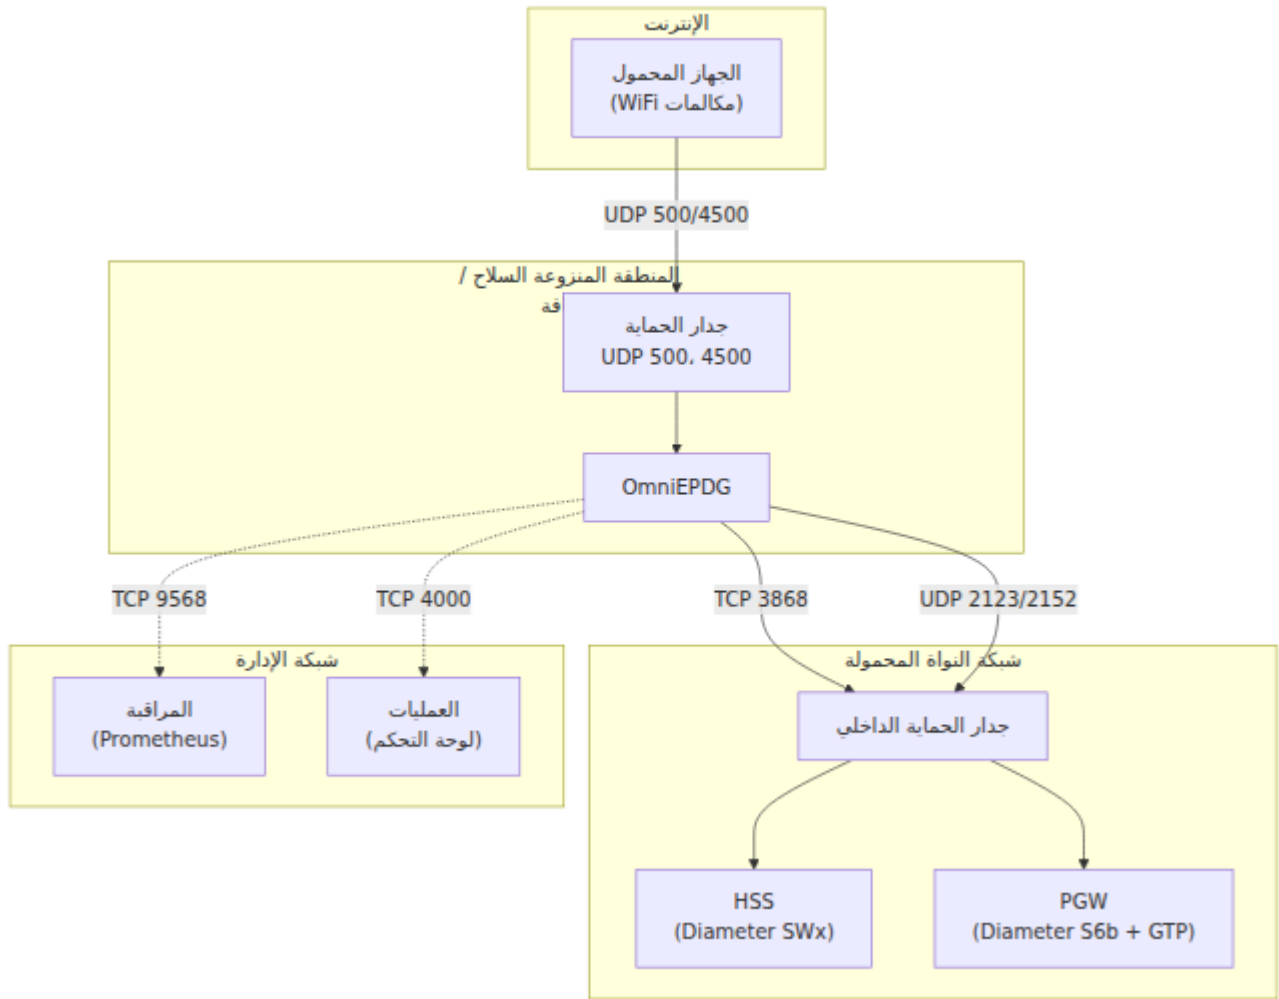 الإنترنت
الجهاز المحمول
(مكالمات WiFi)
UDP 500/4500
المنطقة المنزوعة السلاح /
جدار الحماية
UDP 500، 4500
OmniEPDG
TCP 9568
TCP 4000
TCP 3868
UDP 2123/2152
شبكة الإدارة
المراقبة
(Prometheus)
العمليات
(لوحة التحكم)
شبكة النواة المحمولة
جدار الحماية الداخلي
HSS
(Diameter SWx)
PGW
(Diameter S6b + GTP)